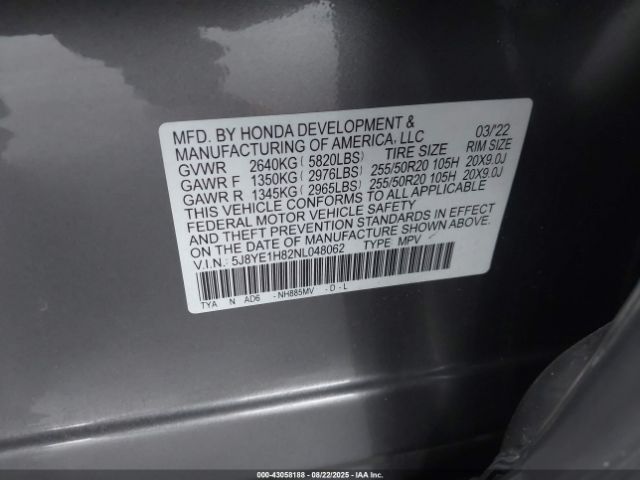 MFD. BY HONDA DEVELOPMENT & 03/'22
MANUFACTURING OF AMERICA, LLC
TIRE SIZE RIM SIZE
GVWR 2640KG ( 5820LBS)
GAWR F 1350KG ( 2976LBS) 255/50R20 105H 20X9.0J
GAWR R 1345KG ( 2965LBS) 255/50R20 105H 20X9.0J
THIS VEHICLE CONFORMS TO ALL APPLICABLE
FEDERAL MOTOR VEHICLE SAFETY
AND THEFT PREVENTION STANDARDS IN EFFECT
ON THE DATE OF MANUFACTURE SHOWN ABOVE.
V.I.N.: 5J8YE1H82NL048062 TYPE: MPV
TYA N AD6 -NH885MV -D-L
000-43058188 - 08/22/2025 - IAA Inc.